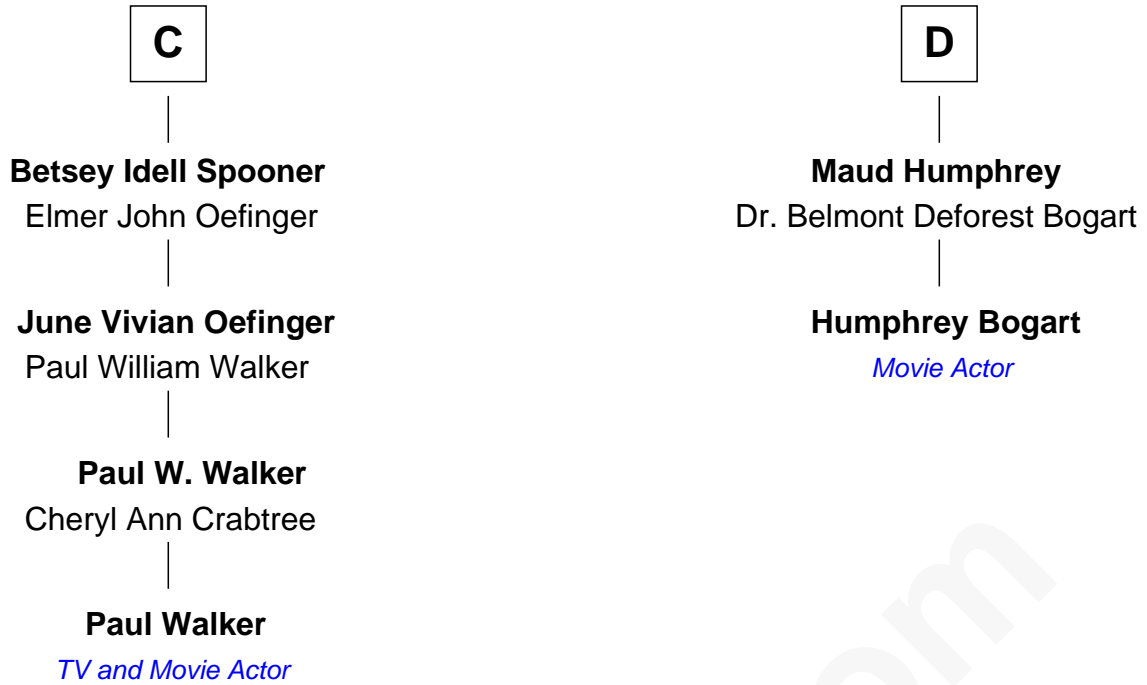 C
Betsey Idell Spooner
Elmer John Oefinger
June Vivian Oefinger
Paul William Walker
Paul W. Walker
Cheryl Ann Crabtree
Paul Walker
TV and Movie Actor
D
Maud Humphrey
Dr. Belmont Deforest Bogart
Humphrey Bogart
Movie Actor
om